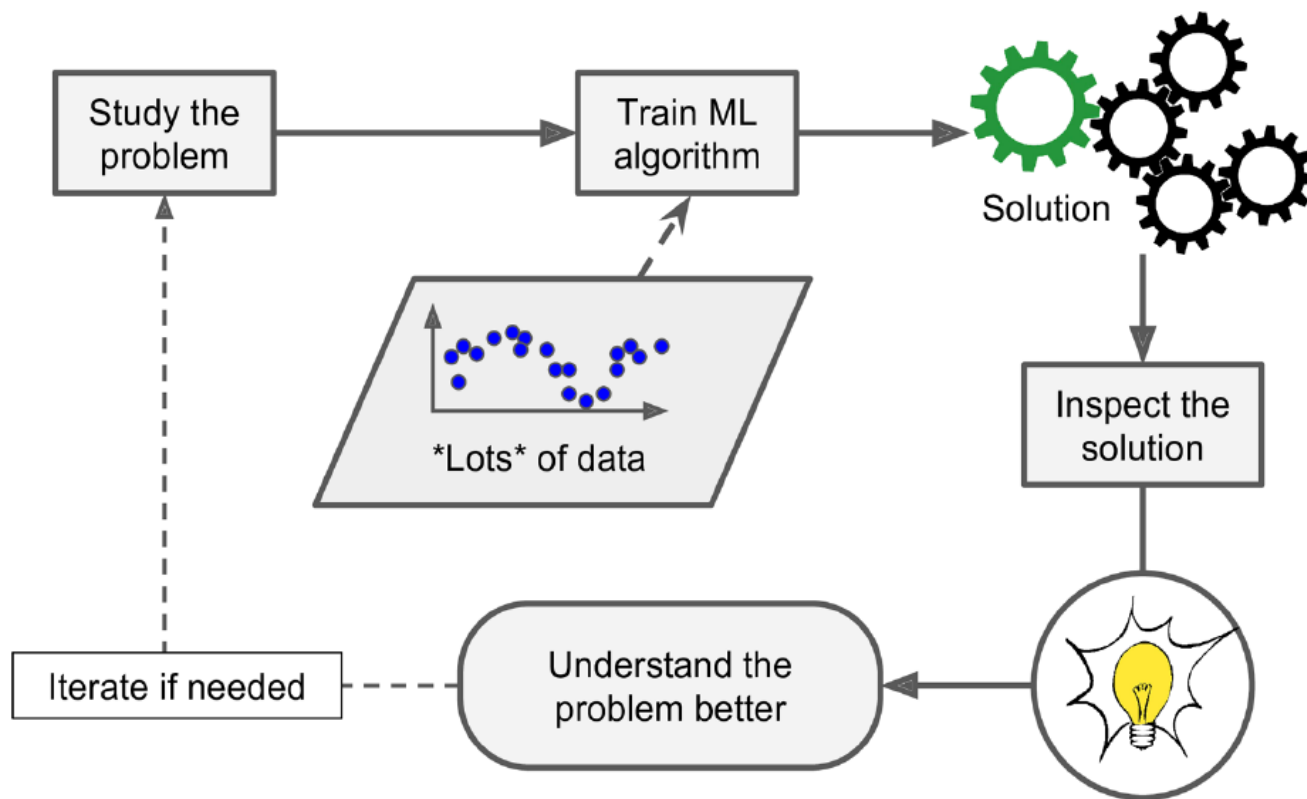 Study the
problem
Train ML
algorithm
Solution
*Lots* of data
Inspect the
solution
Understand the
problem better
Iterate if needed